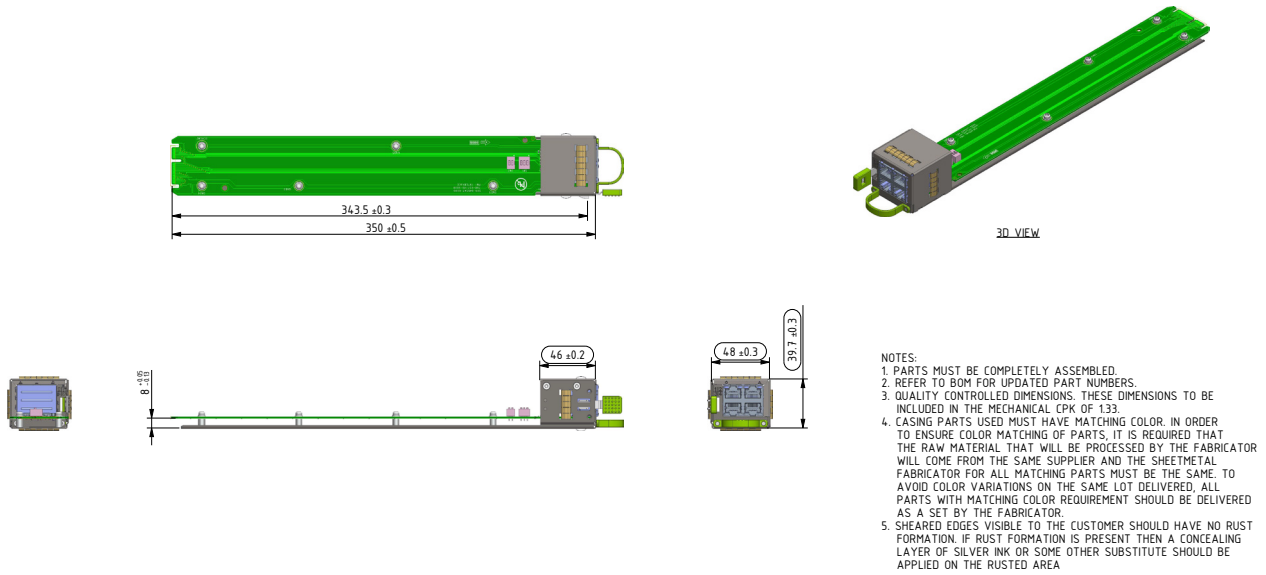 343.5 ±0.3
350 ±0.5
3D VIEW
46 ±0.2
8 +0.05 -0.13
48 ±0.3
39.7 ±0.3
NOTES:
1. PARTS MUST BE COMPLETELY ASSEMBLED.
2. REFER TO BOM FOR UPDATED PART NUMBERS.
3. QUALITY CONTROLLED DIMENSIONS. THESE DIMENSIONS TO BE
INCLUDED IN THE MECHANICAL CPK OF 1.33.
4. CASING PARTS USED MUST HAVE MATCHING COLOR. IN ORDER
TO ENSURE COLOR MATCHING OF PARTS, IT IS REQUIRED THAT
THE RAW MATERIAL THAT WILL BE PROCESSED BY THE FABRICATOR
WILL COME FROM THE SAME SUPPLIER AND THE SHEETMETAL
FABRICATOR FOR ALL MATCHING PARTS MUST BE THE SAME. TO
AVOID COLOR VARIATIONS ON THE SAME LOT DELIVERED, ALL
PARTS WITH MATCHING COLOR REQUIREMENT SHOULD BE DELIVERED
AS A SET BY THE FABRICATOR.
5. SHEARED EDGES VISIBLE TO THE CUSTOMER SHOULD HAVE NO RUST
FORMATION. IF RUST FORMATION IS PRESENT THEN A CONCEALING
LAYER OF SILVER INK OR SOME OTHER SUBSTITUTE SHOULD BE
APPLIED ON THE RUSTED AREA